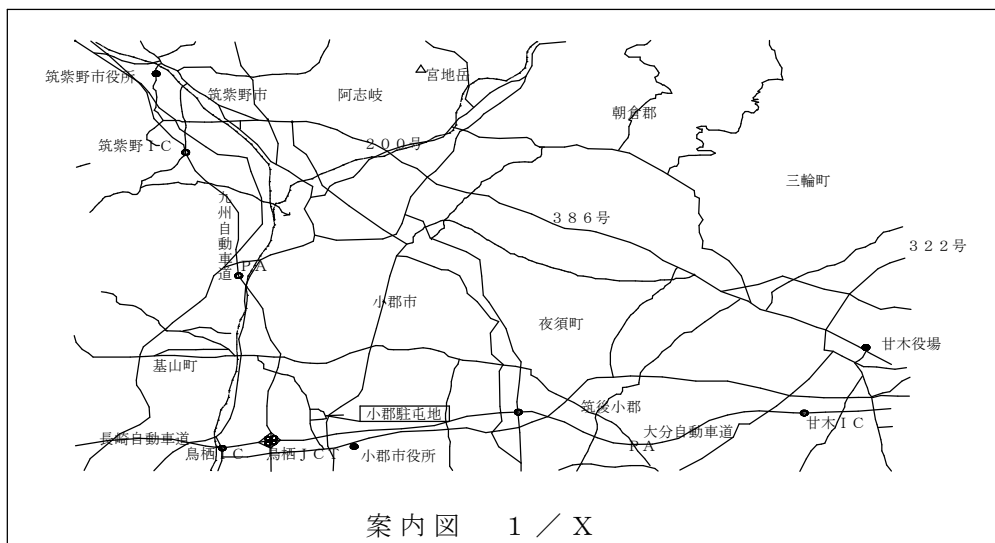 筑紫野市役所
筑紫野市
阿志岐
宮地岳
朝倉郡
筑紫野ＩＣ
２００号
三輪町
九州自動車道
３８６号
３２２号
ＰＡ
小郡市
夜須町
甘木役場
基山町
小郡駐屯地
筑後小郡
甘木ＩＣ
長崎自動車道
大分自動車道
鳥栖ＩＣ
鳥栖ＪＣＴ
小郡市役所
ＰＡ
案内図　１／Ｘ